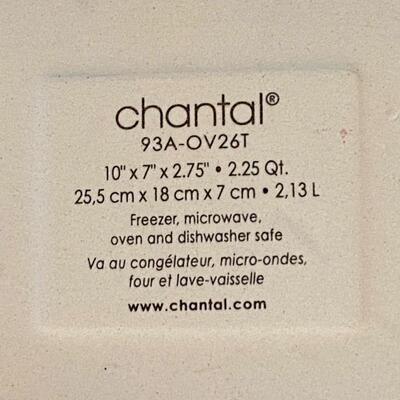 chantal®
93A-OV26T
10" x 7" x 2.75" • 2.25 Qt.
25,5 cm x 18 cm x 7 cm • 2,13 L
Freezer, microwave,
oven and dishwasher safe
Va au congélateur, micro-ondes,
four et lave-vaisselle
www.chantal.com